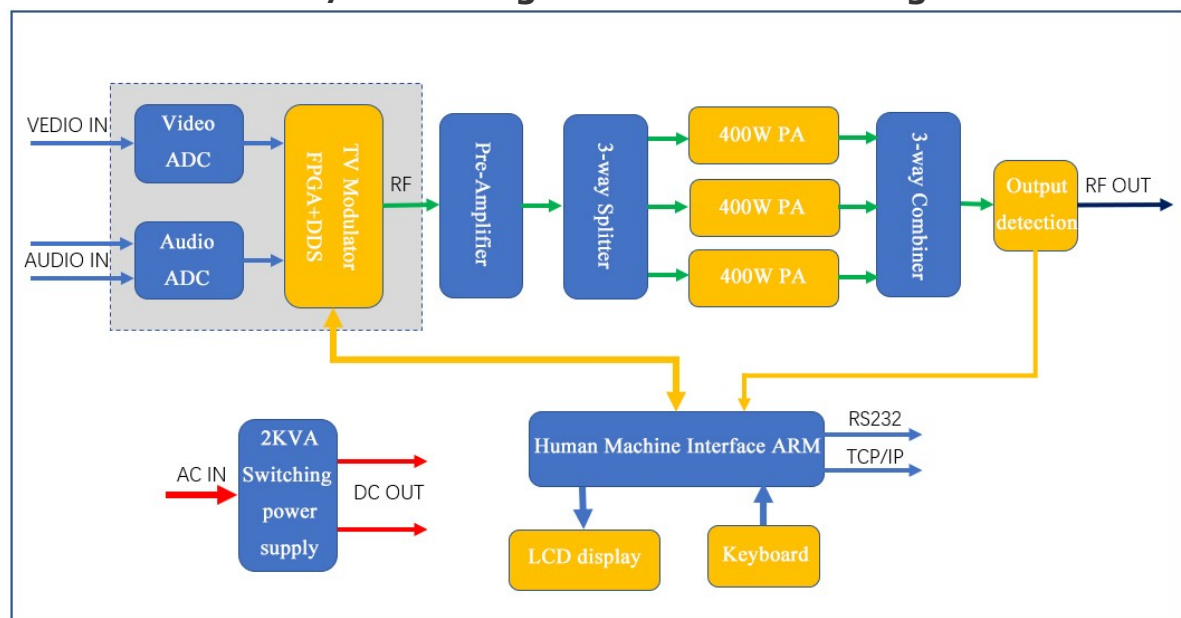 VEDIO IN
Video
ADC
AUDIO IN
Audio
ADC
TV Modulator
FPGA+DDS
RF
Pre-Amplifier
3-way Splitter
400W PA
400W PA
400W PA
3-way Combiner
Output
detection
RF OUT
AC IN
2KVA
Switching
power
supply
DC OUT
Human Machine Interface ARM
RS232
TCP/IP
LCD display
Keyboard